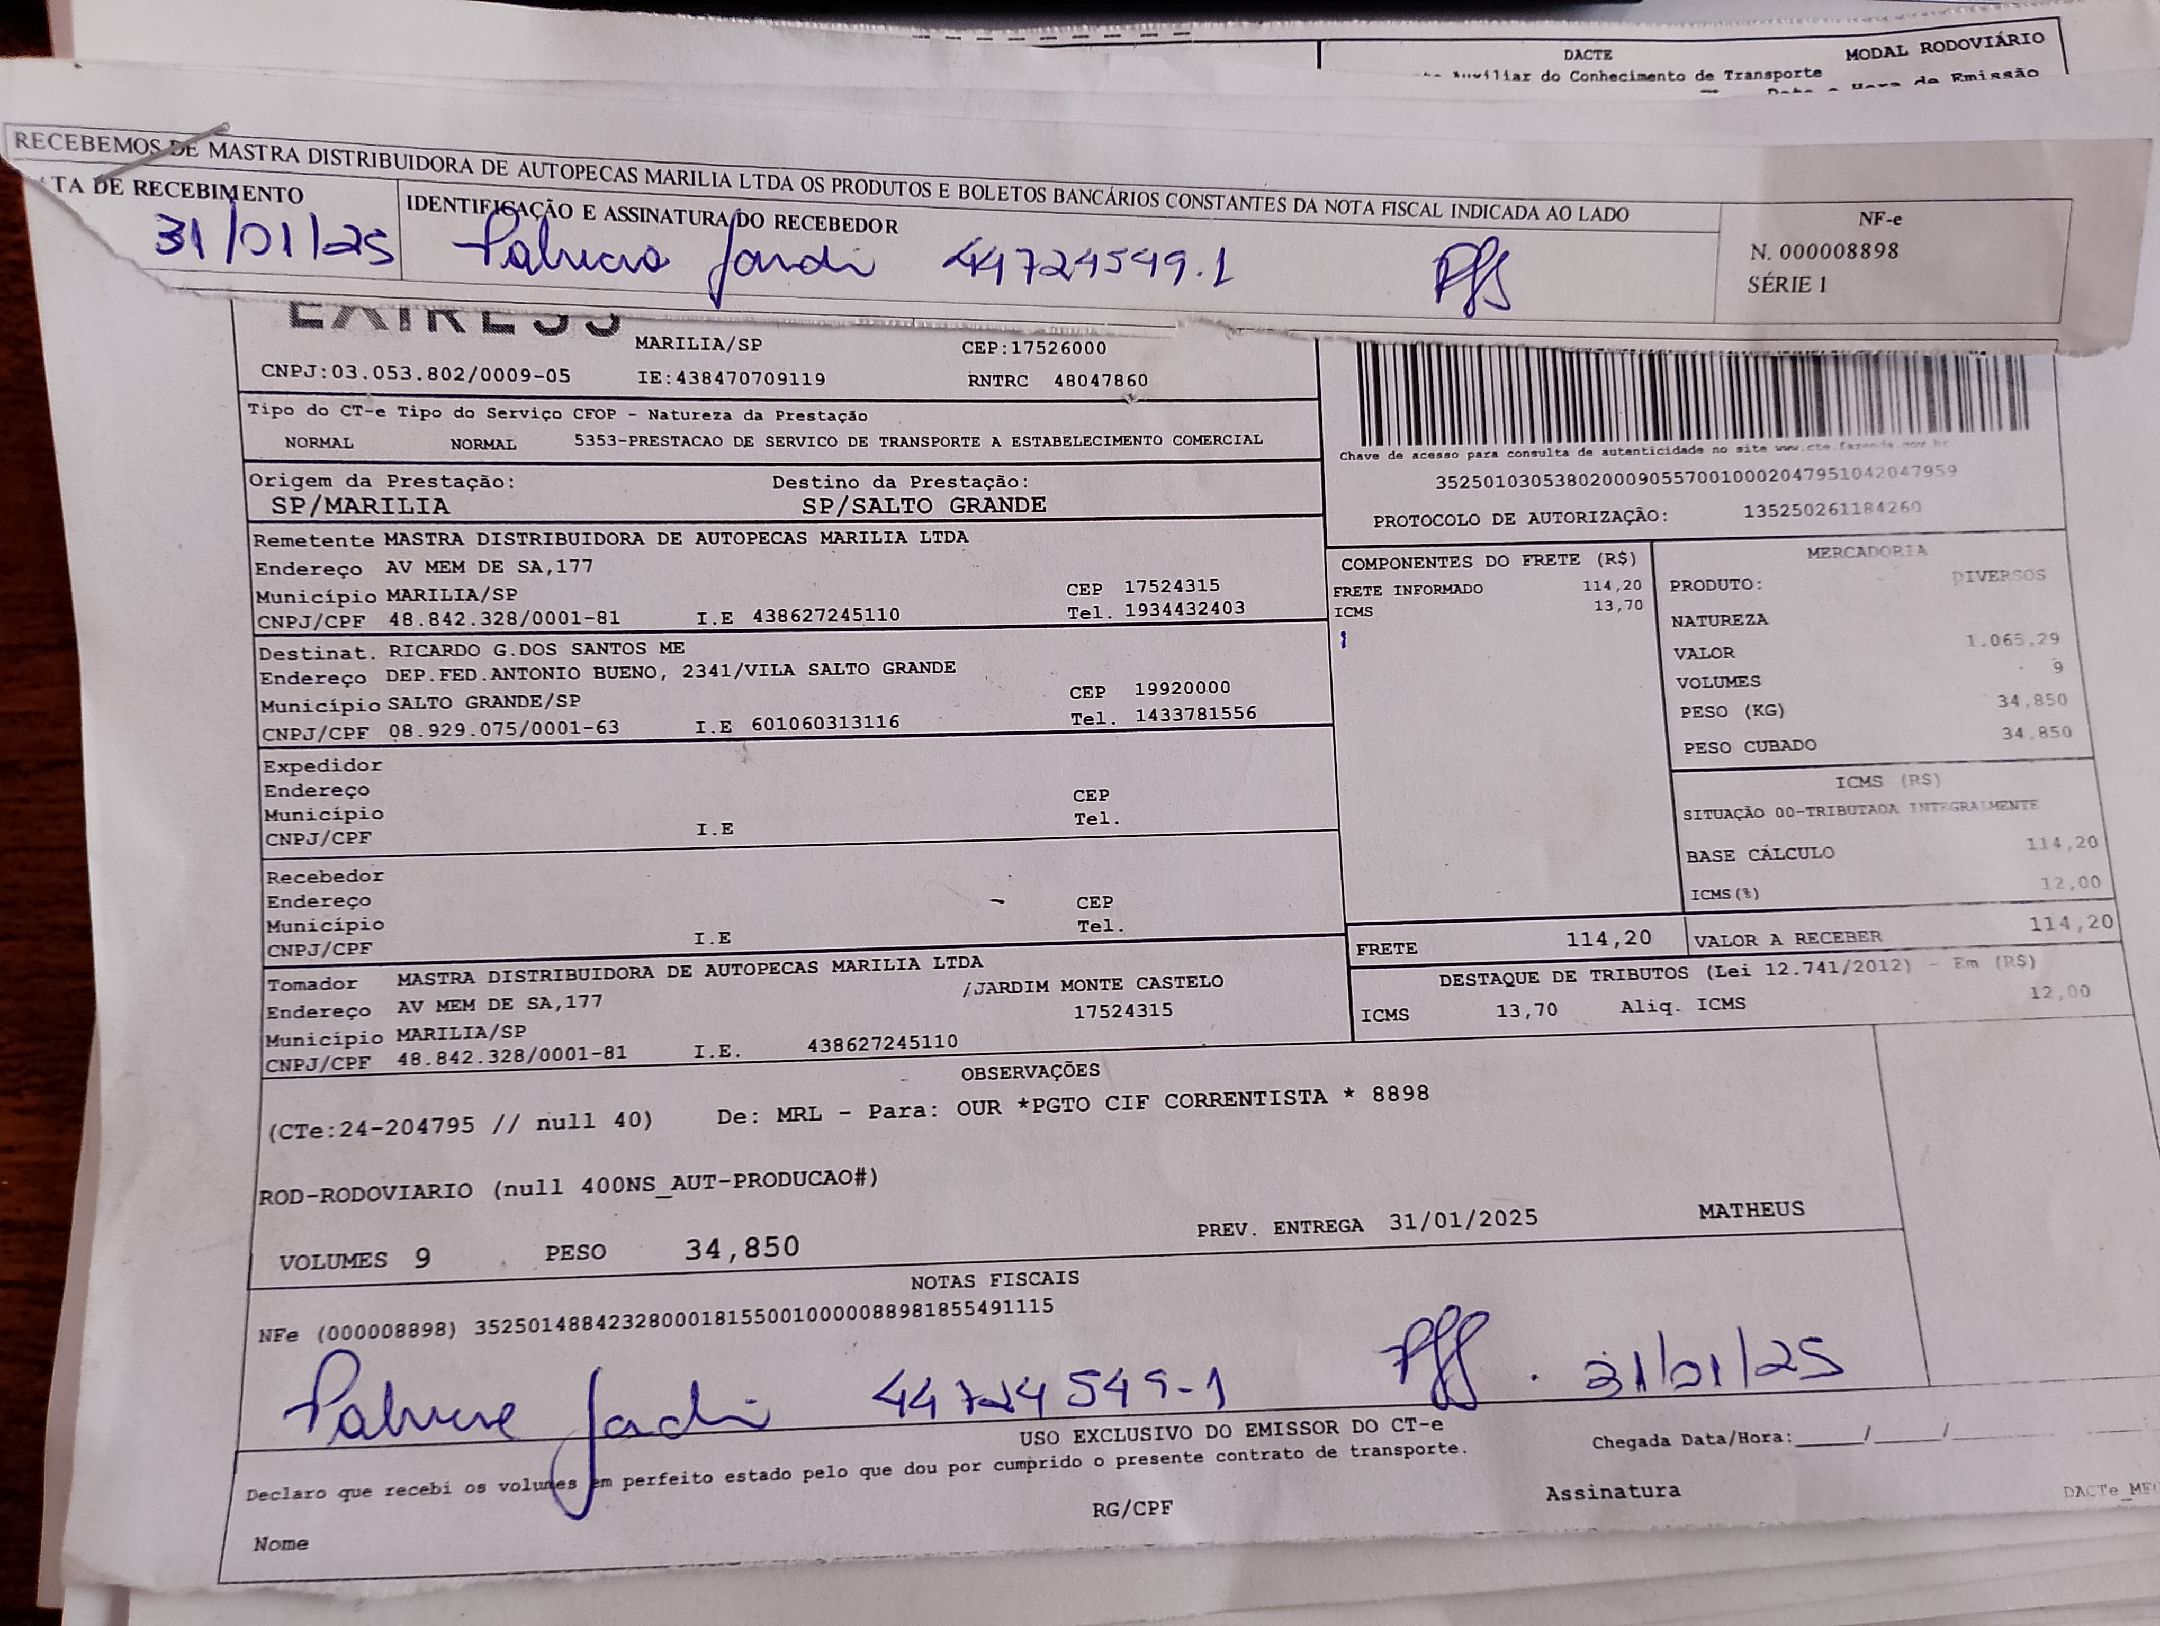 DACTE
MODAL RODOVIÁRIO
Auxiliar do Conhecimento de Transporte
Data e Hora de Emissão
RECEBEMOS DE MASTRA DISTRIBUIDORA DE AUTOPECAS MARILIA LTDA OS PRODUTOS E BOLETOS BANCÁRIOS CONSTANTES DA NOTA FISCAL INDICADA AO LADO
TA DE RECEBIMENTO
IDENTIFICAÇÃO E ASSINATURA DO RECEBEDOR
NF-e
N. 000008898
SÉRIE 1
31/01/25
44724549.1
MARILIA/SP CEP:17526000
CNPJ:03.053.802/0009-05 IE:438470709119 RNTRC 48047860
Tipo do CT-e Tipo do Serviço CFOP - Natureza da Prestação
NORMAL NORMAL 5353-PRESTACAO DE SERVICO DE TRANSPORTE A ESTABELECIMENTO COMERCIAL
Chave de acesso para consulta de autenticidade no site www.cte.fazenda.gov.br
35250103053802000905570010002047951042047959
PROTOCOLO DE AUTORIZAÇÃO: 135250261184260
Origem da Prestação: Destino da Prestação:
SP/MARILIA SP/SALTO GRANDE
Remetente MASTRA DISTRIBUIDORA DE AUTOPECAS MARILIA LTDA
Endereço AV MEM DE SA,177
Município MARILIA/SP CEP 17524315
CNPJ/CPF 48.842.328/0001-81 I.E 438627245110 Tel. 1934432403
Destinat. RICARDO G.DOS SANTOS ME
Endereço DEP.FED.ANTONIO BUENO, 2341/VILA SALTO GRANDE
Município SALTO GRANDE/SP CEP 19920000
CNPJ/CPF 08.929.075/0001-63 I.E 601060313116 Tel. 1433781556
Expedidor
Endereço
Município CEP
CNPJ/CPF I.E Tel.
Recebedor
Endereço CEP
Município Tel.
CNPJ/CPF I.E
Tomador MASTRA DISTRIBUIDORA DE AUTOPECAS MARILIA LTDA
Endereço AV MEM DE SA,177 /JARDIM MONTE CASTELO
Município MARILIA/SP 17524315
CNPJ/CPF 48.842.328/0001-81 I.E. 438627245110
COMPONENTES DO FRETE (R$)
FRETE INFORMADO 114,20
ICMS 13,70
MERCADORIA
PRODUTO: DIVERSOS
NATUREZA
VALOR 1.065,29
VOLUMES 9
PESO (KG) 34,850
PESO CUBADO 34.850
ICMS (R$)
SITUAÇÃO 00-TRIBUTADA INTEGRALMENTE
BASE CÁLCULO 114,20
ICMS(%) 12,00
FRETE 114,20 VALOR A RECEBER 114,20
DESTAQUE DE TRIBUTOS (Lei 12.741/2012) - Em (R$)
ICMS 13,70 Aliq. ICMS 12,00
OBSERVAÇÕES
(CTe:24-204795 // null 40) De: MRL - Para: OUR *PGTO CIF CORRENTISTA * 8898
ROD-RODOVIARIO (null 400NS_AUT-PRODUCAO#)
VOLUMES 9 PESO 34,850 PREV. ENTREGA 31/01/2025 MATHEUS
NOTAS FISCAIS
NFe (000008898) 35250148842328000181550010000088981855491115
44724549-1 31/01/25
USO EXCLUSIVO DO EMISSOR DO CT-e
Declaro que recebi os volumes em perfeito estado pelo que dou por cumprido o presente contrato de transporte.
Chegada Data/Hora:_____/_____/
Nome RG/CPF Assinatura